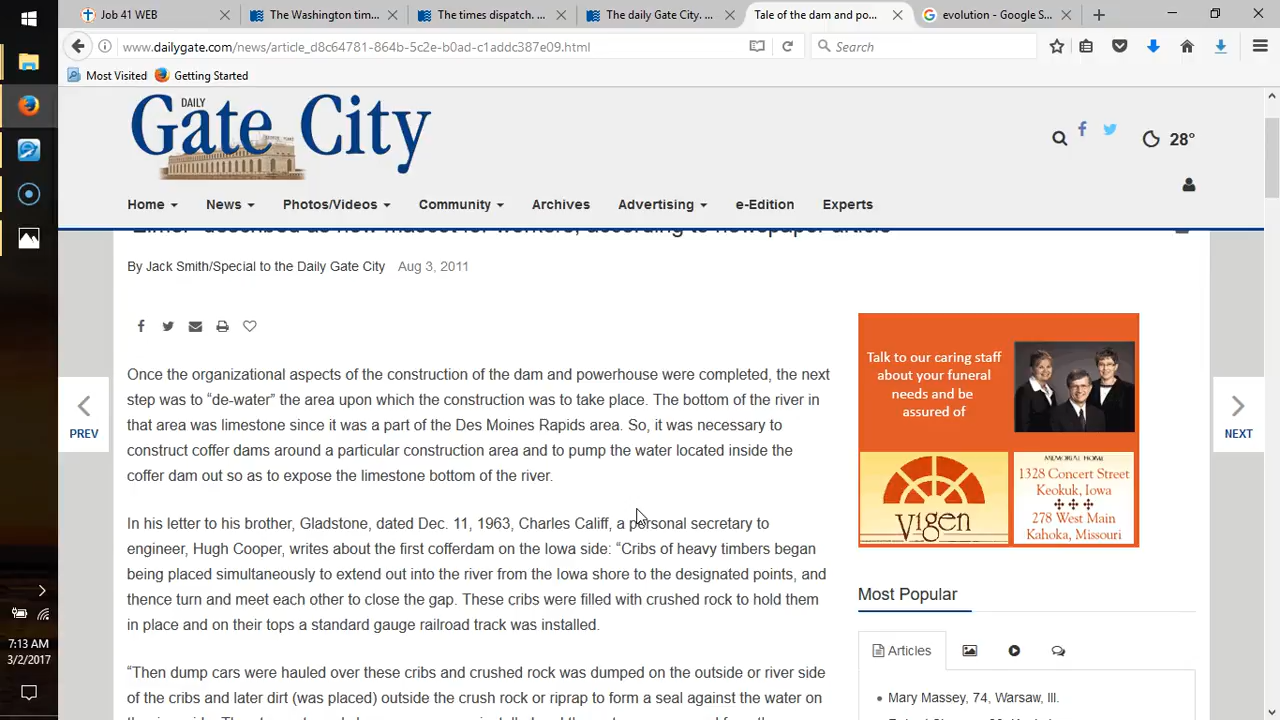 Job 41 WEB
The Washington tim...
The times dispatch. ...
The daily Gate City. ...
Tale of the dam and po...
evolution - Google S...
www.dailygate.com/news/article_d8c64781-864b-5c2e-b0ad-c1addc387e09.html
Search
Most Visited
Getting Started
DAILY
Gate City
28°
Home
News
Photos/Videos
Community
Archives
Advertising
e-Edition
Experts
"Elmer" described as new mascot for workers, according to newspaper article
By Jack Smith/Special to the Daily Gate City Aug 3, 2011
Once the organizational aspects of the construction of the dam and powerhouse were completed, the next
step was to “de-water” the area upon which the construction was to take place. The bottom of the river in
that area was limestone since it was a part of the Des Moines Rapids area. So, it was necessary to
construct coffer dams around a particular construction area and to pump the water located inside the
coffer dam out so as to expose the limestone bottom of the river.
In his letter to his brother, Gladstone, dated Dec. 11, 1963, Charles Califf, a personal secretary to
engineer, Hugh Cooper, writes about the first cofferdam on the Iowa side: “Cribs of heavy timbers began
being placed simultaneously to extend out into the river from the Iowa shore to the designated points, and
thence turn and meet each other to close the gap. These cribs were filled with crushed rock to hold them
in place and on their tops a standard gauge railroad track was installed.
“Then dump cars were hauled over these cribs and crushed rock was dumped on the outside or river side
of the cribs and later dirt (was placed) outside the crush rock or riprap to form a seal against the water on
PREV
NEXT
Talk to our caring staff
about your funeral
needs and be
assured of
vigen
MEMORIAL HOME
1328 Concert Street
Keokuk, Iowa
278 West Main
Kahoka, Missouri
Most Popular
Articles
Mary Massey, 74, Warsaw, Ill.
7:13 AM
3/2/2017